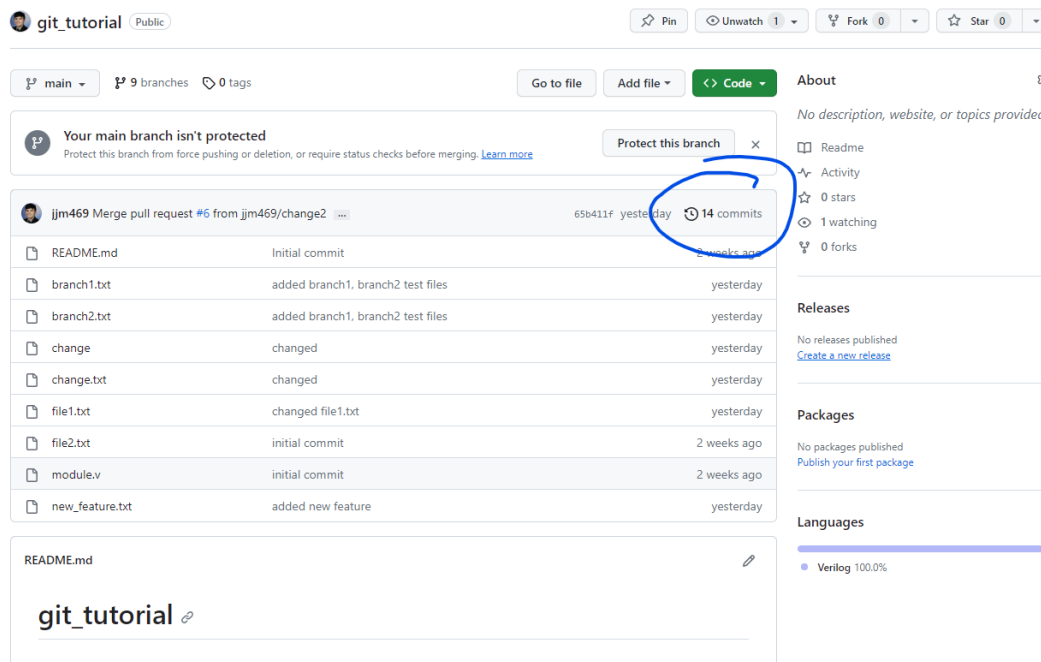 git_tutorial Public Pin Unwatch 1 Fork 0 Star 0
main 9 branches 0 tags Go to file Add file Code
Your main branch isn't protected
Protect this branch from force pushing or deletion, or require status checks before merging. Learn more
Protect this branch
jjm469 Merge pull request #6 from jjm469/change2 ... 65b411f yesterday 14 commits
README.md Initial commit 2 weeks ago
branch1.txt added branch1, branch2 test files yesterday
branch2.txt added branch1, branch2 test files yesterday
change changed yesterday
change.txt changed yesterday
file1.txt changed file1.txt yesterday
file2.txt initial commit 2 weeks ago
module.v initial commit 2 weeks ago
new_feature.txt added new feature yesterday
README.md
git_tutorial
About
No description, website, or topics provided
Readme
Activity
0 stars
1 watching
0 forks
Releases
No releases published
Create a new release
Packages
No packages published
Publish your first package
Languages
Verilog 100.0%